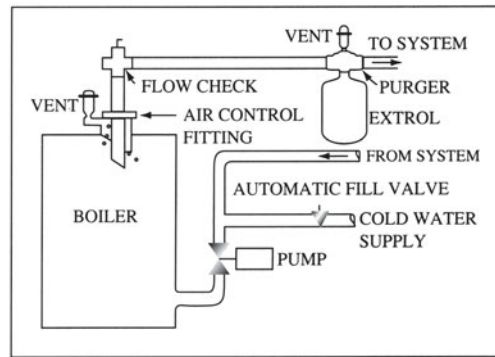 VENT
TO SYSTEM
FLOW CHECK
PURGER
VENT
AIR CONTROL
FITTING
EXTROL
FROM SYSTEM
BOILER
AUTOMATIC FILL VALVE
COLD WATER
SUPPLY
PUMP